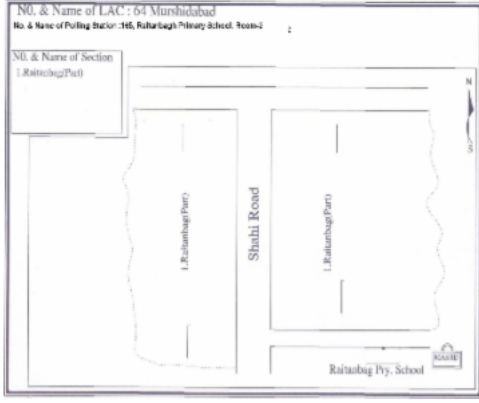 N0. & Name of LAC : 64 Murshidabad
No. & Name of Polling Station :165, Raitanbagh Primary School, Room-2
N0. & Name of Section
1.Raitanbag(Part)
N
S
1.Raitanbag(Part)
Shahi Road
1.Raitanbag(Part)
Raitanbag Pry. School
MASJID